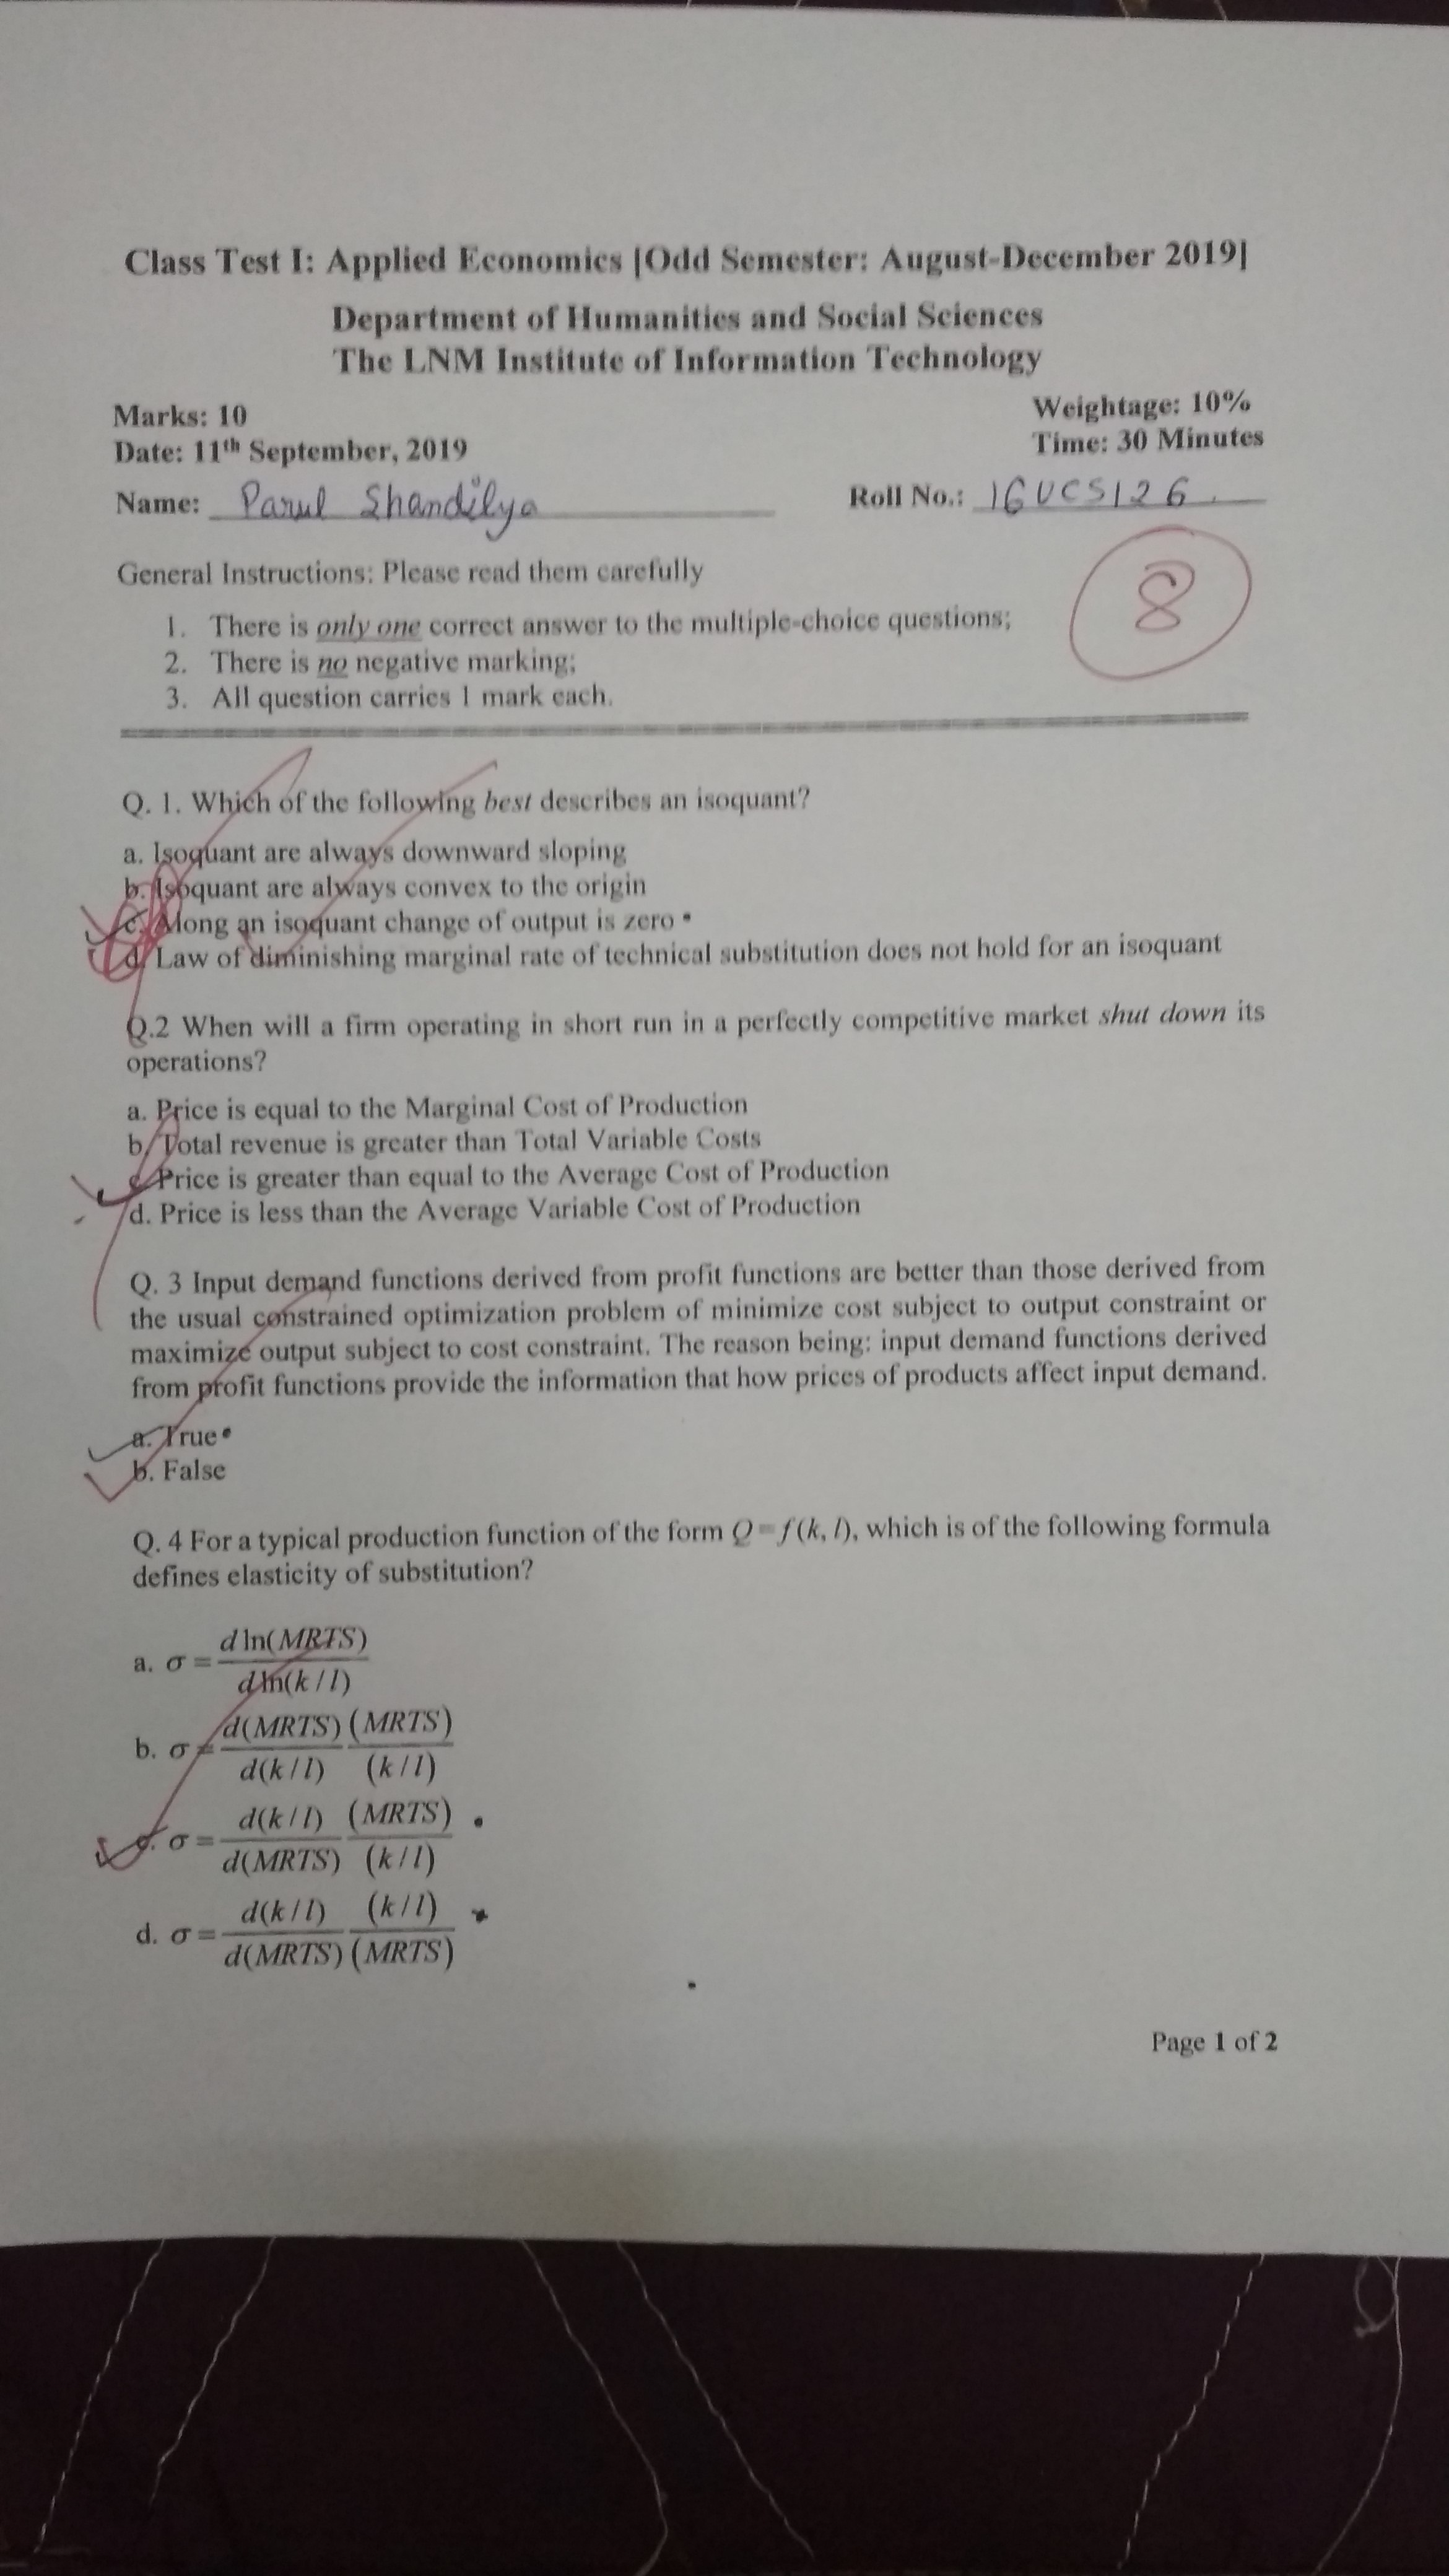 Class Test I: Applied Economics [Odd Semester: August-December 2019]
Department of Humanities and Social Sciences
The LNM Institute of Information Technology
Marks: 10
Weightage: 10%
Date: 11th September, 2019
Time: 30 Minutes
Name: Parul Shandilya
Roll No.: 16UCS126
General Instructions: Please read them carefully
8
1. There is only one correct answer to the multiple-choice questions;
2. There is no negative marking;
3. All question carries 1 mark each.
Q. 1. Which of the following best describes an isoquant?
a. Isoquant are always downward sloping
b. Isoquant are always convex to the origin
c. Along an isoquant change of output is zero
d. Law of diminishing marginal rate of technical substitution does not hold for an isoquant
Q.2 When will a firm operating in short run in a perfectly competitive market shut down its
operations?
a. Price is equal to the Marginal Cost of Production
b. Total revenue is greater than Total Variable Costs
c. Price is greater than equal to the Average Cost of Production
d. Price is less than the Average Variable Cost of Production
Q. 3 Input demand functions derived from profit functions are better than those derived from
the usual constrained optimization problem of minimize cost subject to output constraint or
maximize output subject to cost constraint. The reason being: input demand functions derived
from profit functions provide the information that how prices of products affect input demand.
a. True
b. False
Q. 4 For a typical production function of the form Q = f (k, l), which is of the following formula
defines elasticity of substitution?
a. σ = d ln(MRTS) / d ln(k / l)
b. σ = d(MRTS) / d(k / l) (MRTS) / (k / l)
c. σ = d(k / l) / d(MRTS) (MRTS) / (k / l)
d. σ = d(k / l) / d(MRTS) (k / l) / (MRTS)
Page 1 of 2